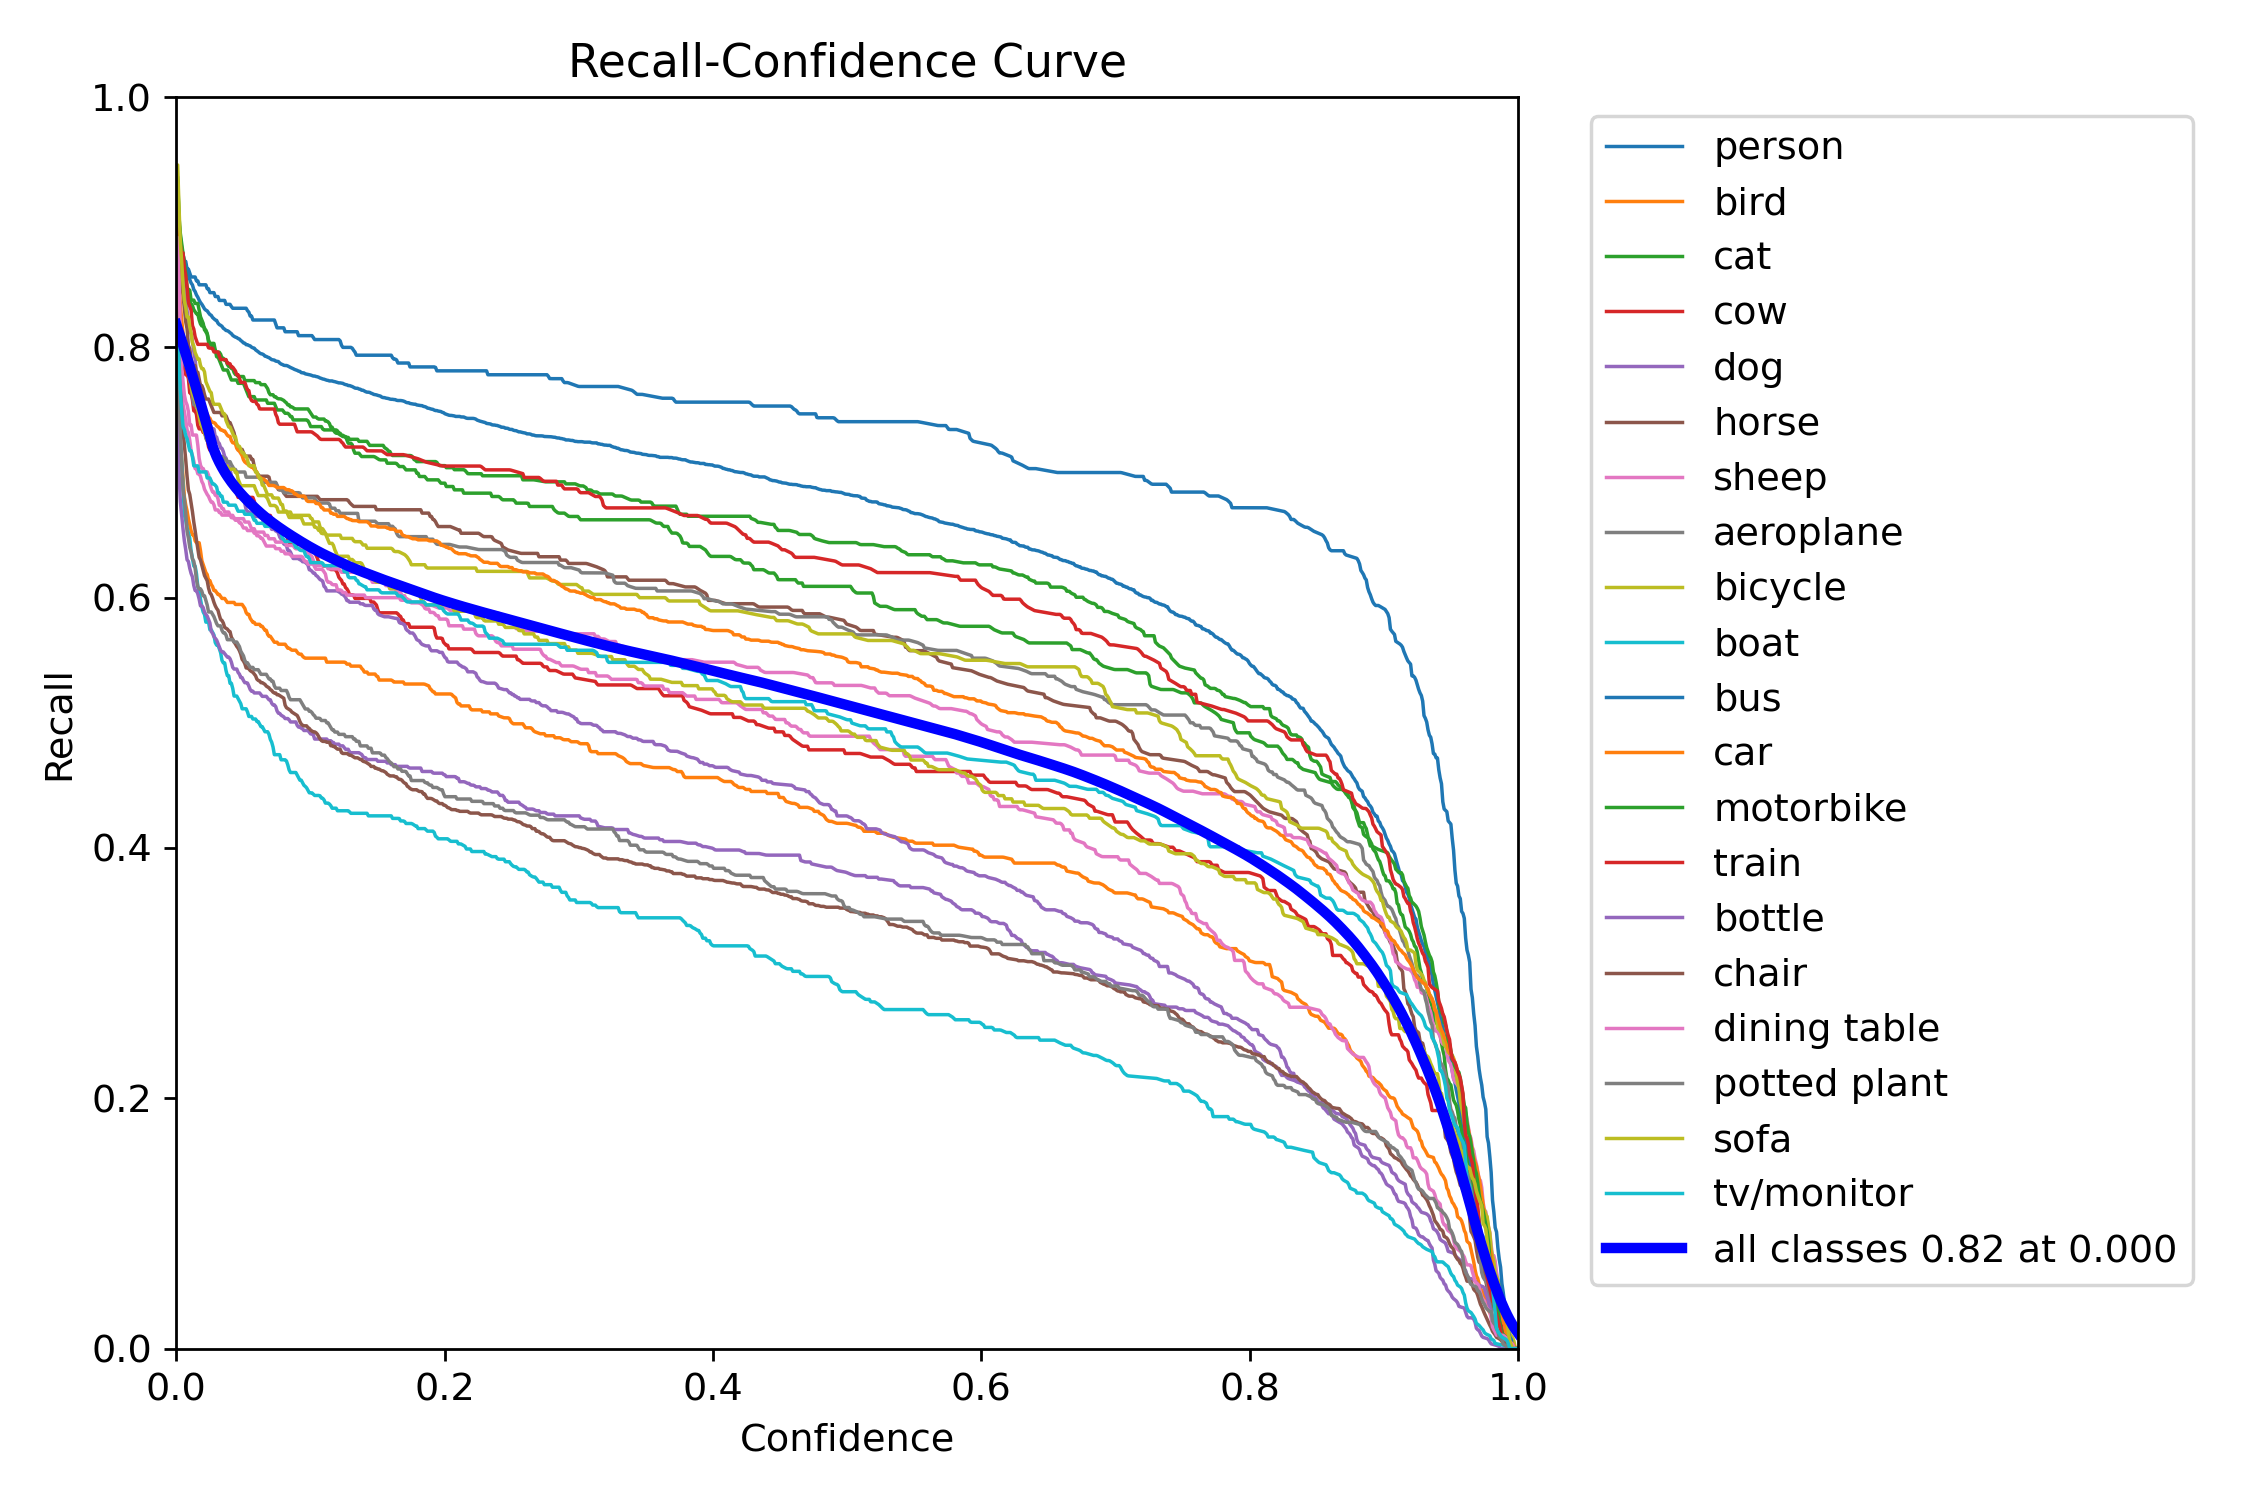 Recall-Confidence Curve
1.0
0.8
0.6
0.4
0.2
0.0
Recall
0.0 0.2 0.4 0.6 0.8 1.0
Confidence
person
bird
cat
cow
dog
horse
sheep
aeroplane
bicycle
boat
bus
car
motorbike
train
bottle
chair
dining table
potted plant
sofa
tv/monitor
all classes 0.82 at 0.000